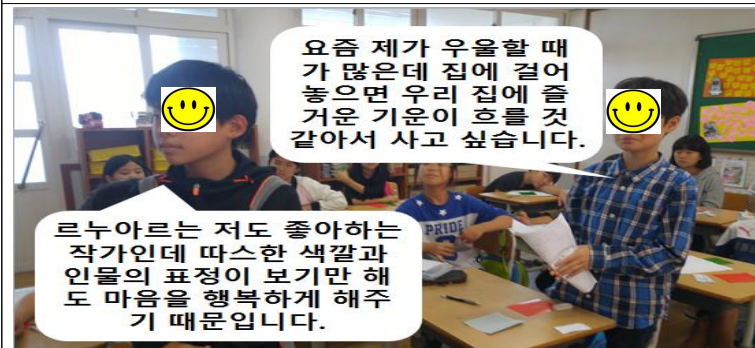 요즘 제가 우울할 때
가 많은데 집에 걸어
놓으면 우리 집에 즐
거운 기운이 흐를 것
같아서 사고 싶습니다.
르누아르는 저도 좋아하는
작가인데 따스한 색깔과
인물의 표정이 보기만 해
도 마음을 행복하게 해주
기 때문입니다.
PRIDE